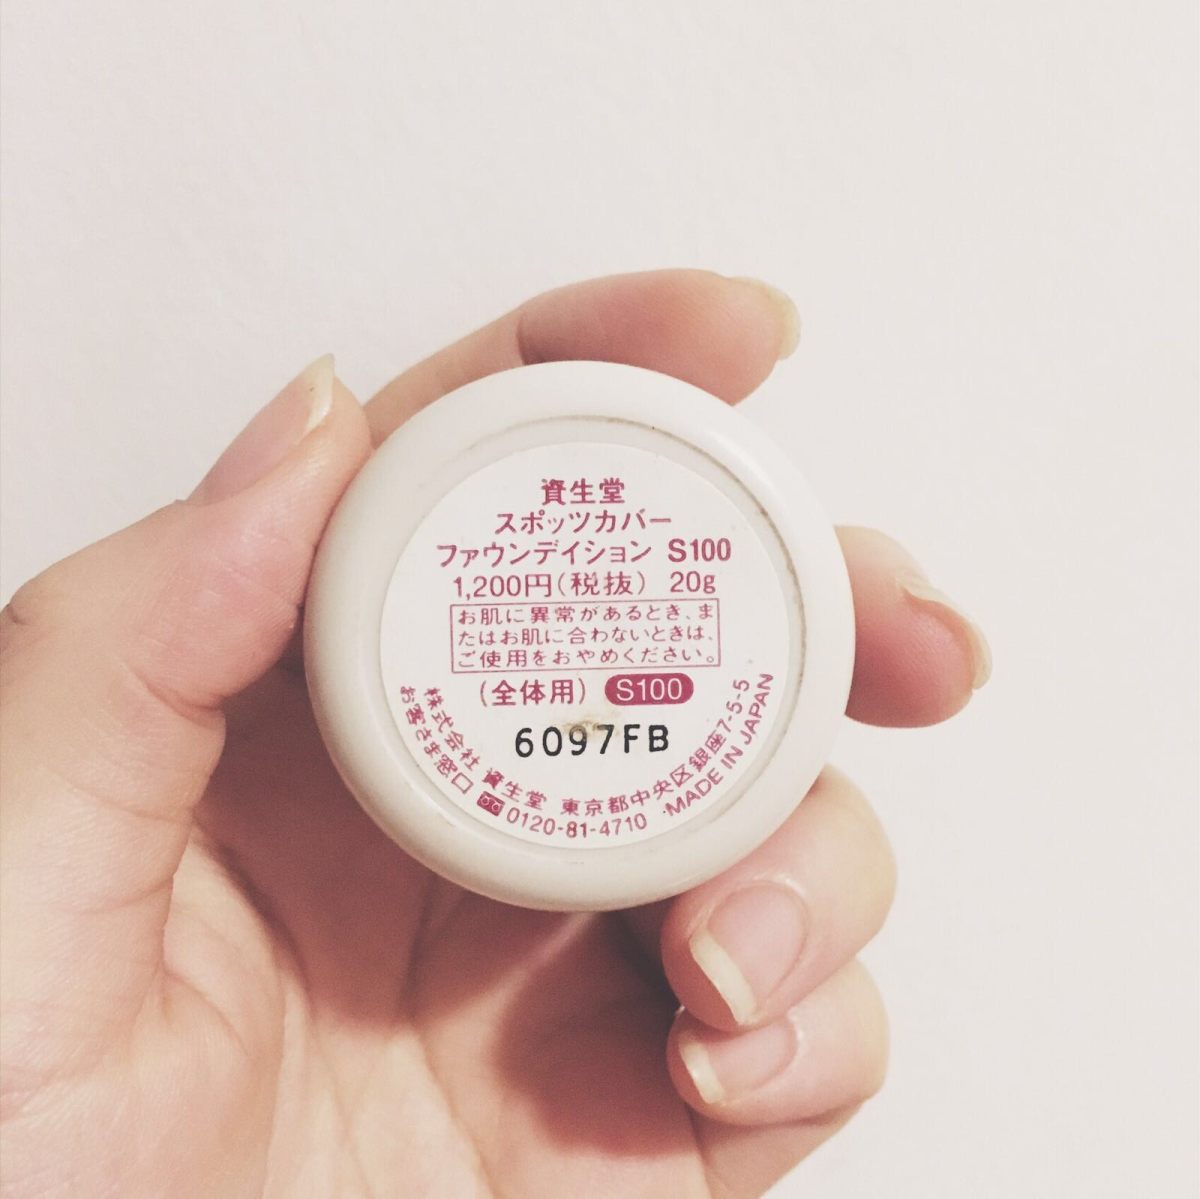 資生堂
スポッツカバー
ファウンデイション S100
1,200円(税抜) 20g
お肌に異常があるとき、ま
たはお肌に合わないときは、
ご使用をおやめください。
(全体用) S100
6097FB
株式会社 資生堂 東京都中央区銀座7-5-5
お客さま窓口 0120-81-4710 MADE IN JAPAN